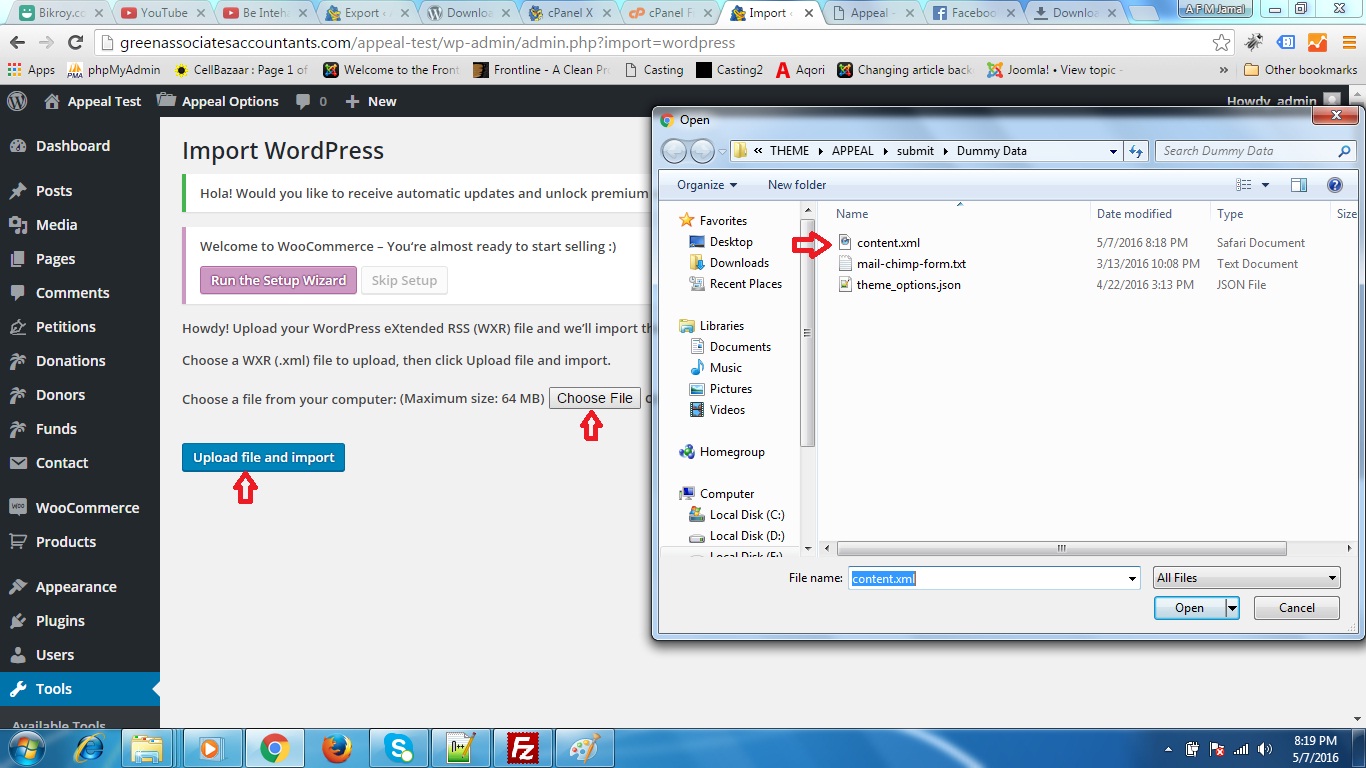 Bikroy.co
YouTube
Be Inteh
Export ‹
Downloa
cPanel X
cPanel F
Import ‹
Appeal -
Faceboo
Downloa
A F M Jamal
greenassociatesaccountants.com/appeal-test/wp-admin/admin.php?import=wordpress
Apps
phpMyAdmin
CellBazaar : Page 1 of
Welcome to the Front
Frontline - A Clean Pr
Casting
Casting2
Aqori
Changing article back
Joomla! • View topic -
»
Other bookmarks
Appeal Test
Appeal Options
0
New
Howdy, admin
Dashboard
Posts
Media
Pages
Comments
Petitions
Donations
Donors
Funds
Contact
WooCommerce
Products
Appearance
Plugins
Users
Tools
Available Tools
Import WordPress
Hola! Would you like to receive automatic updates and unlock premium
Welcome to WooCommerce – You’re almost ready to start selling :)
Run the Setup Wizard
Skip Setup
Howdy! Upload your WordPress eXtended RSS (WXR) file and we’ll import th
Choose a WXR (.xml) file to upload, then click Upload file and import.
Choose a file from your computer: (Maximum size: 64 MB)
Choose File
Upload file and import
Open
« THEME
APPEAL
submit
Dummy Data
Search Dummy Data
Organize
New folder
Favorites
Desktop
Downloads
Recent Places
Libraries
Documents
Music
Pictures
Videos
Homegroup
Computer
Local Disk (C:)
Local Disk (D:)
Name
Date modified
Type
Size
content.xml
5/7/2016 8:18 PM
Safari Document
mail-chimp-form.txt
3/13/2016 10:08 PM
Text Document
theme_options.json
4/22/2016 3:13 PM
JSON File
File name:
content.xml
All Files
Open
Cancel
8:19 PM
5/7/2016